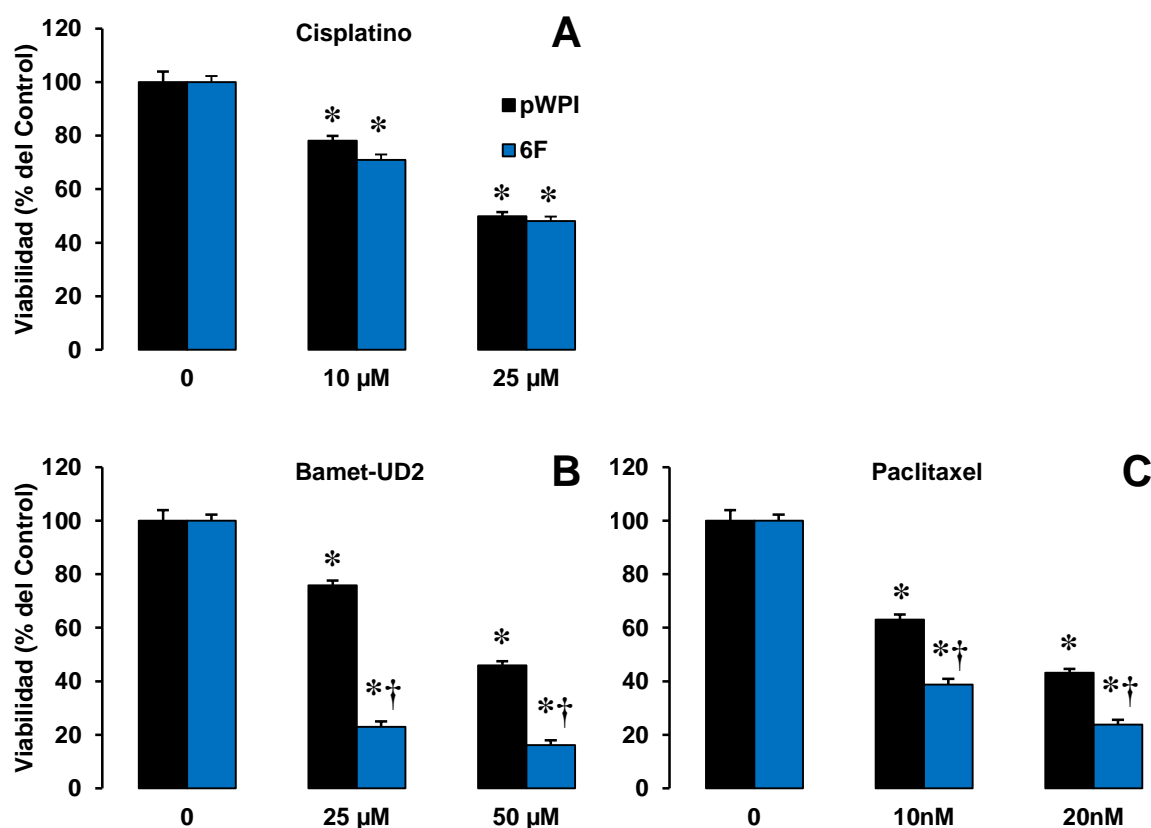 Cisplatino
A
Viabilidad (% del Control)
120
100
80
60
40
20
0
* *
* *
pWPI
6F
0 10 µM 25 µM
Bamet-UD2
B
Viabilidad (% del Control)
120
100
80
60
40
20
0
*
*†
*
*†
0 25 µM 50 µM
Paclitaxel
C
120
100
80
60
40
20
0
*
*†
*
*†
0 10nM 20nM